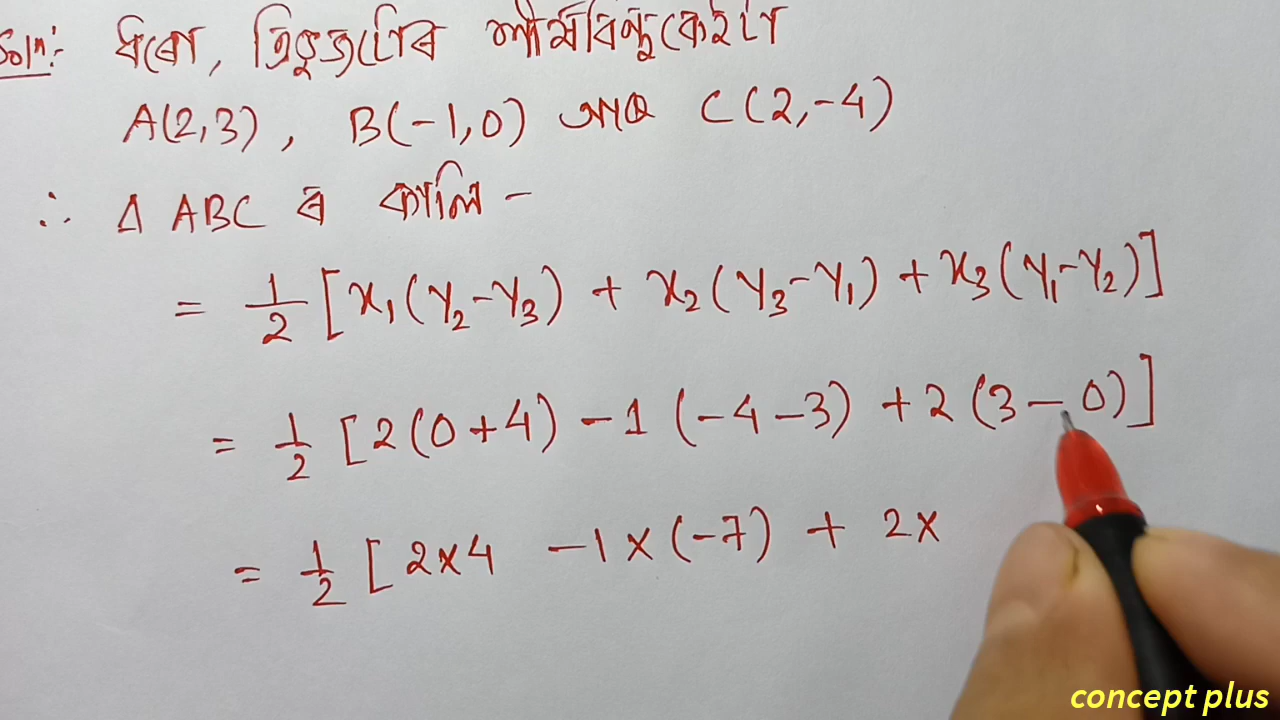 Solnː ধৰো, ত্ৰিভুজটোৰ শীৰ্ষবিন্দুকেইটা
A(2,3), B(-1,0) আৰু C(2,-4)
∴ Δ ABC ৰ কালি -
= 1/2 [x₁(y₂-y₃) + x₂(y₃-y₁) + x₃(y₁-y₂)]
= 1/2 [2(0+4) -1(-4-3) +2(3-0)]
= 1/2 [2×4 -1×(-7) + 2×
concept plus